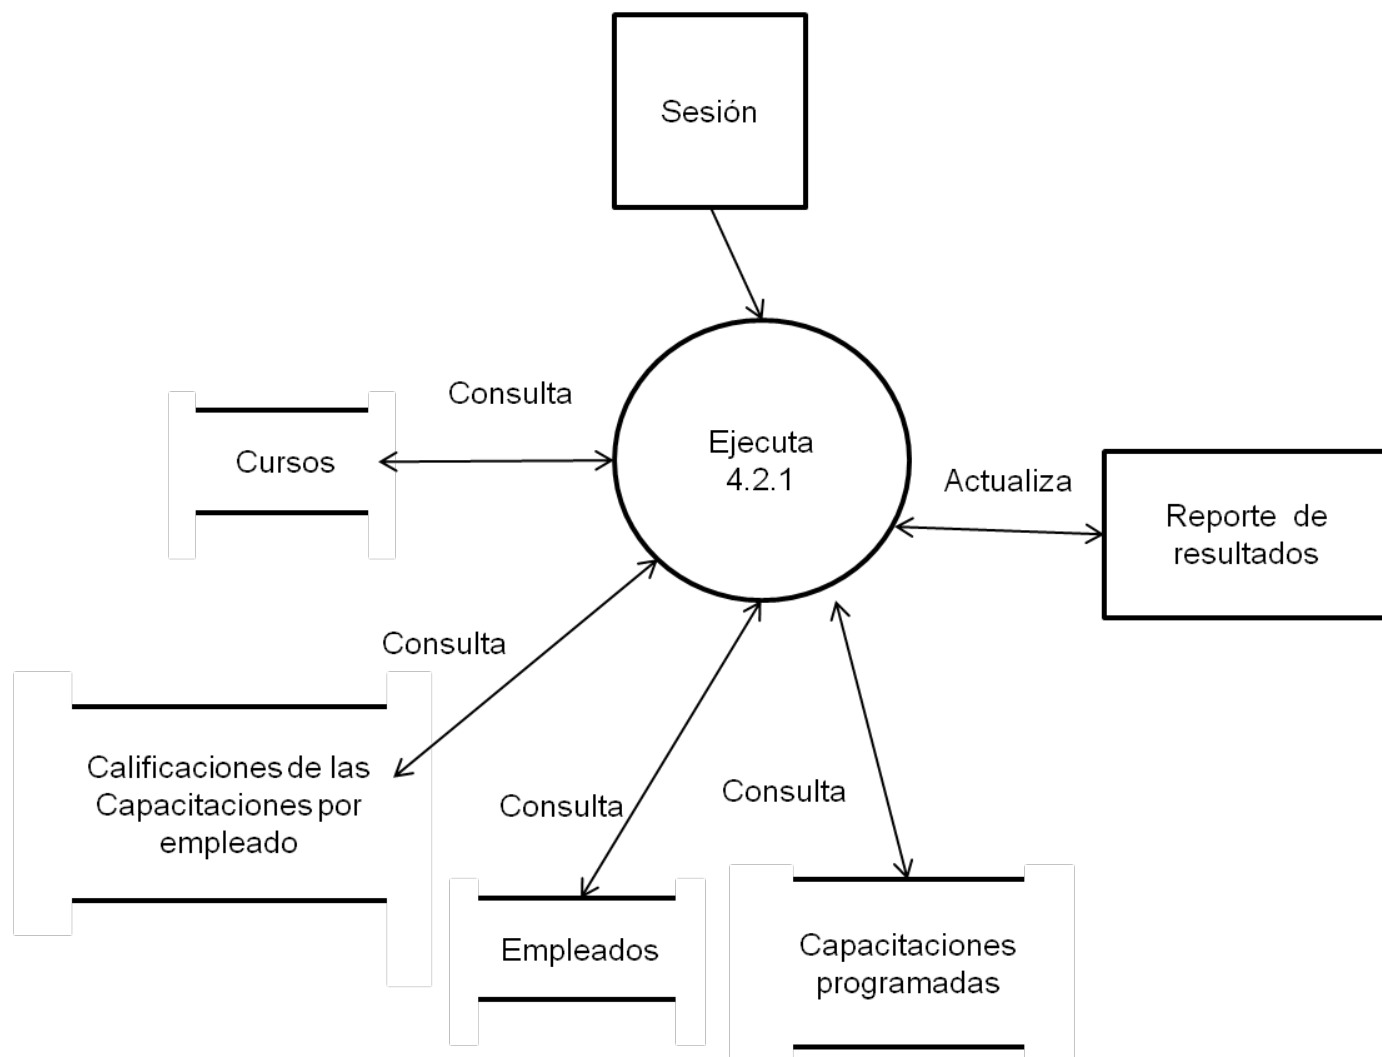 Sesión
Consulta
Cursos
Ejecuta
4.2.1
Actualiza
Reporte de
resultados
Consulta
Calificaciones de las
Capacitaciones por
empleado
Consulta
Consulta
Empleados
Capacitaciones
programadas